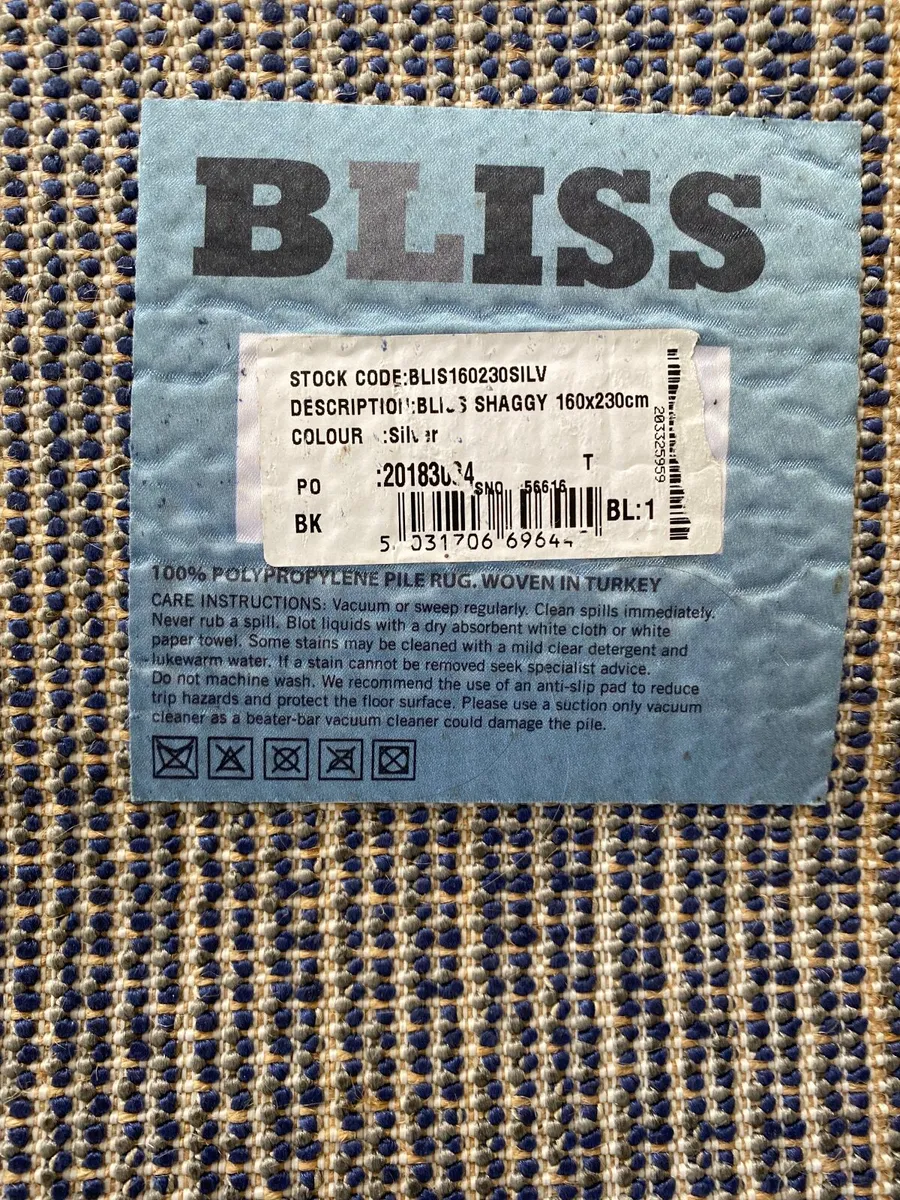 BLISS
STOCK CODE:BLIS160230SILV
DESCRIPTION:BLISS SHAGGY 160x230cm
COLOUR :Silver
T
PO
SNO :56616
BK
BL:1
5 031706
203325959
100% POLYPROPYLENE PILE RUG. WOVEN IN TURKEY
CARE INSTRUCTIONS: Vacuum or sweep regularly. Clean spills immediately.
Never rub a spill. Blot liquids with a dry absorbent white cloth or white
paper towel. Some stains may be cleaned with a mild clear detergent and
lukewarm water. If a stain cannot be removed seek specialist advice.
Do not machine wash. We recommend the use of an anti-slip pad to reduce
trip hazards and protect the floor surface. Please use a suction only vacuum
cleaner as a beater-bar vacuum cleaner could damage the pile.